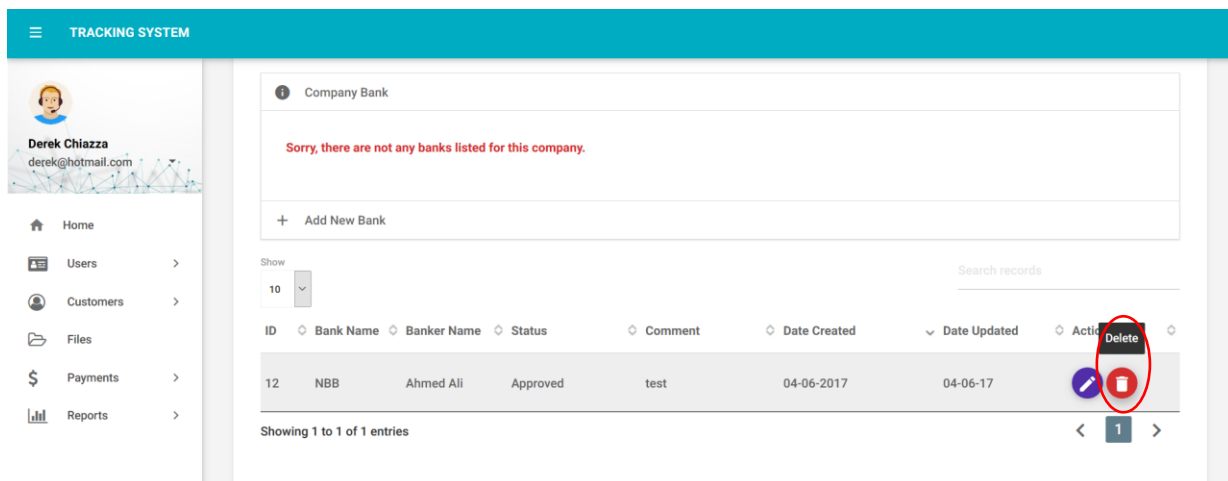 TRACKING SYSTEM
Derek Chiazza
derek@hotmail.com
Home
Users
Customers
Files
Payments
Reports
Company Bank
Sorry, there are not any banks listed for this company.
Add New Bank
Show
10
Search records
ID Bank Name Banker Name Status Comment Date Created Date Updated
Delete
12 NBB Ahmed Ali Approved test 04-06-2017 04-06-17
Showing 1 to 1 of 1 entries
1